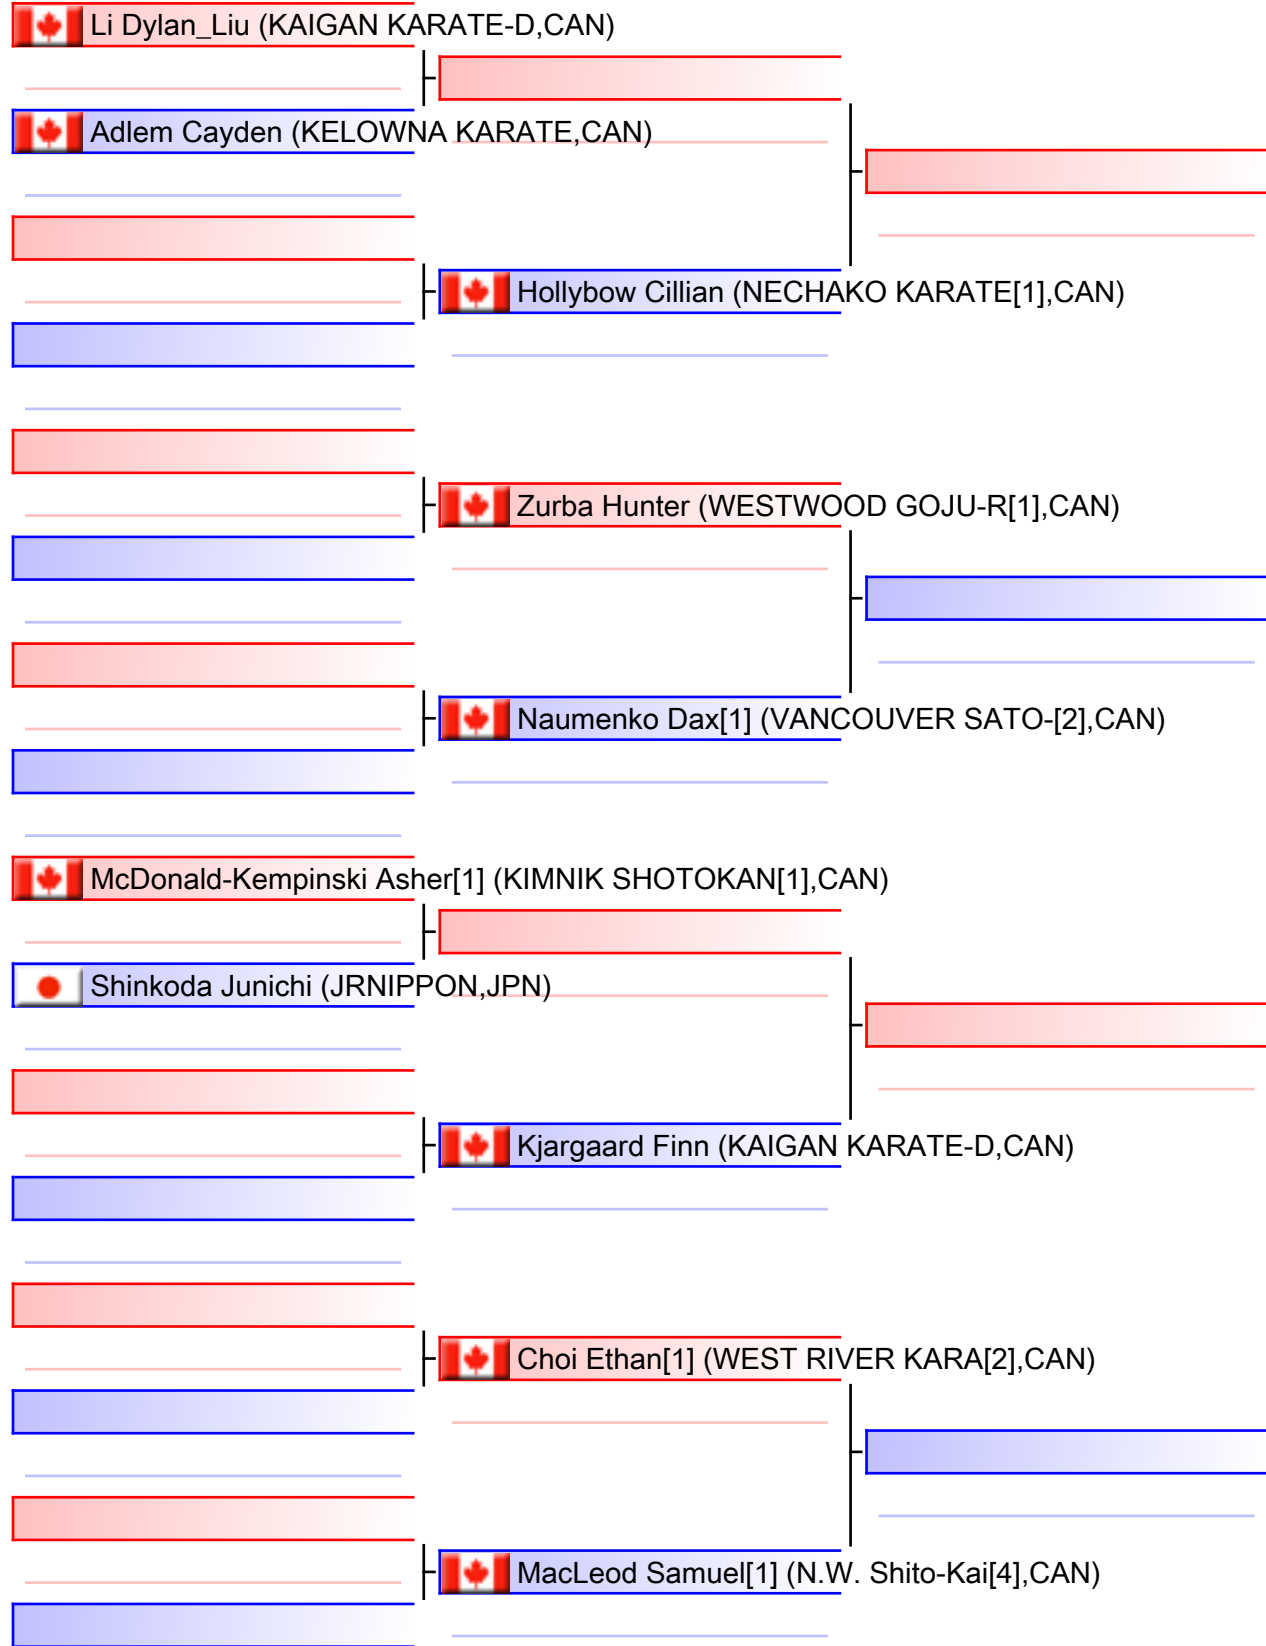 Li Dylan_Liu (KAIGAN KARATE-D,CAN)
Adlem Cayden (KELOWNA KARATE,CAN)
Hollybow Cillian (NECHAKO KARATE[1],CAN)
Zurba Hunter (WESTWOOD GOJU-R[1],CAN)
Naumenko Dax[1] (VANCOUVER SATO-[2],CAN)
McDonald-Kempinski Asher[1] (KIMNIK SHOTOKAN[1],CAN)
Shinkoda Junichi (JRNIPPON,JPN)
Kjargaard Finn (KAIGAN KARATE-D,CAN)
Choi Ethan[1] (WEST RIVER KARA[2],CAN)
MacLeod Samuel[1] (N.W. Shito-Kai[4],CAN)